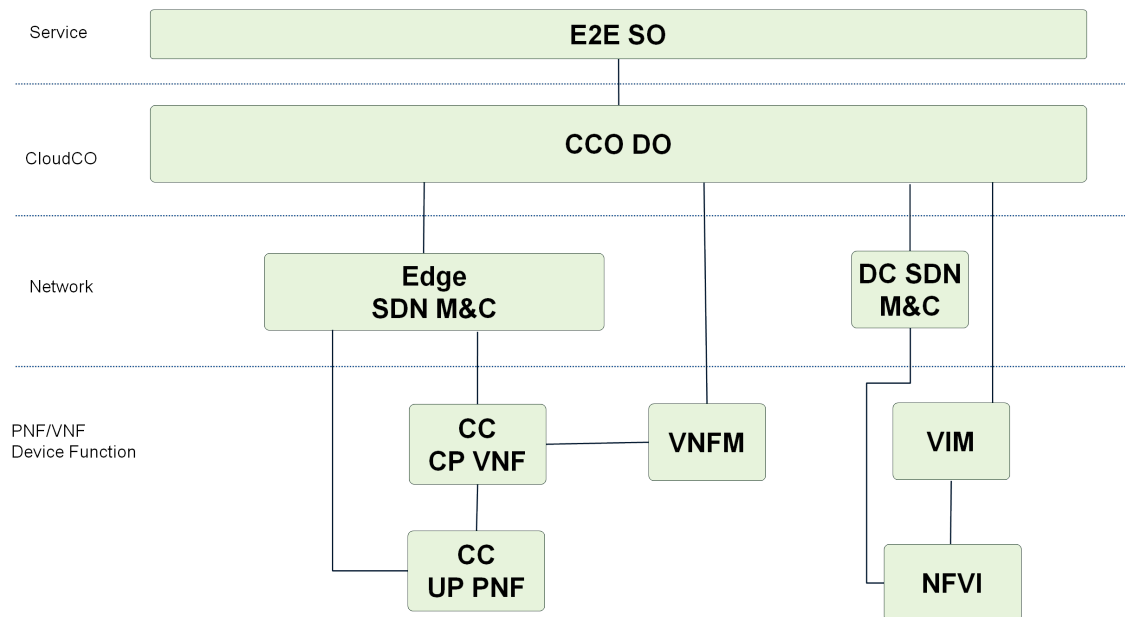 Service
E2E SO
CloudCO
CCO DO
Network
Edge
SDN M&C
DC SDN
M&C
PNF/VNF
Device Function
CC
CP VNF
VNFM
VIM
CC
UP PNF
NFVI